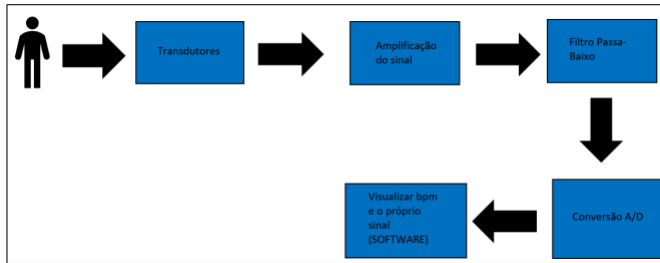 Transdutores
Amplificação
do sinal
Filtro Passa-
Baixo
Conversão A/D
Visualizar bpm
e o próprio
sinal
(SOFTWARE)